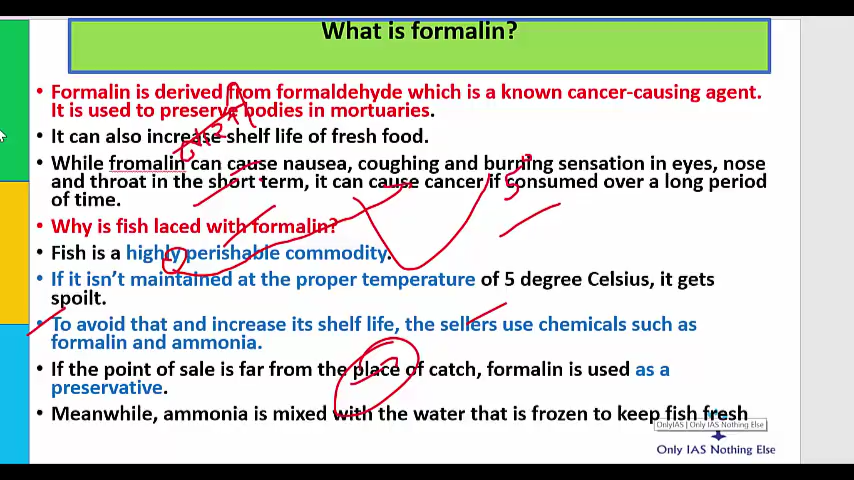 What is formalin?
• Formalin is derived from formaldehyde which is a known cancer-causing agent.
It is used to preserve bodies in mortuaries.
• It can also increase shelf life of fresh food.
• While fromalin can cause nausea, coughing and burning sensation in eyes, nose
and throat in the short term, it can cause cancer if consumed over a long period
of time.
• Why is fish laced with formalin?
• Fish is a highly perishable commodity.
• If it isn't maintained at the proper temperature of 5 degree Celsius, it gets
spoilt.
• To avoid that and increase its shelf life, the sellers use chemicals such as
formalin and ammonia.
• If the point of sale is far from the place of catch, formalin is used as a
preservative.
• Meanwhile, ammonia is mixed with the water that is frozen to keep fish fresh
OnlyIAS | Only IAS Nothing Else
Only IAS Nothing Else